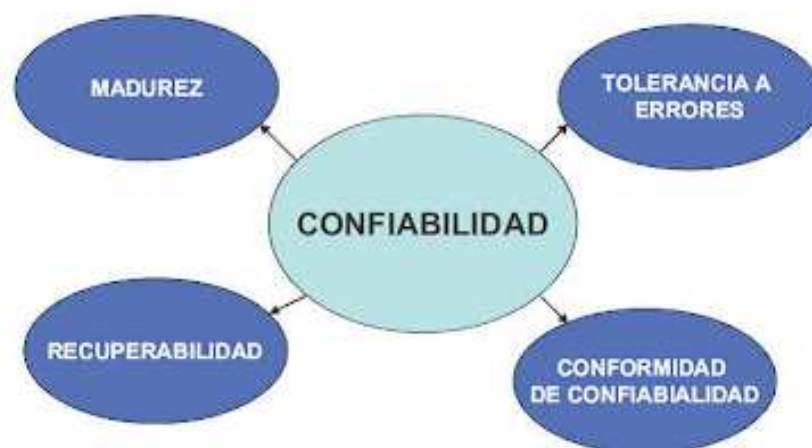 MADUREZ
TOLERANCIA A
ERRORES
CONFIABILIDAD
RECUPERABILIDAD
CONFORMIDAD
DE CONFIABIALIDAD